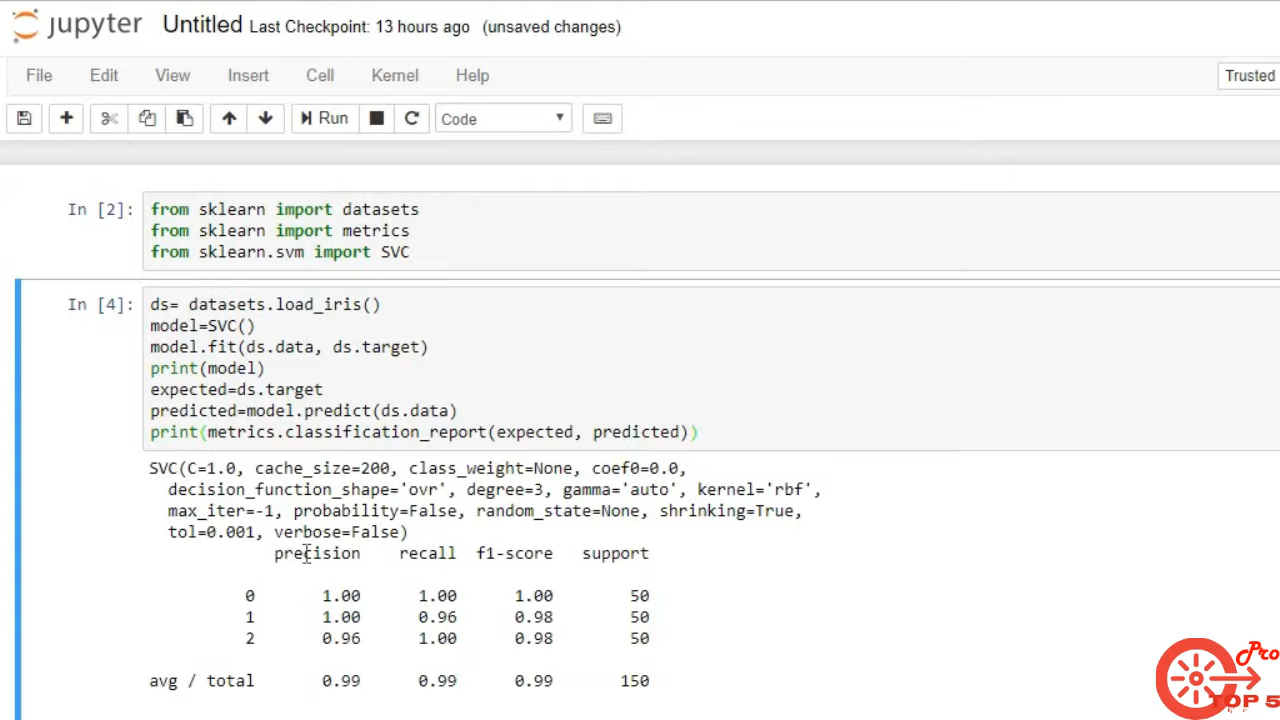 jupyter Untitled Last Checkpoint: 13 hours ago (unsaved changes)
File Edit View Insert Cell Kernel Help Trusted
Run Code
In [2]: from sklearn import datasets
from sklearn import metrics
from sklearn.svm import SVC
In [4]: ds= datasets.load_iris()
model=SVC()
model.fit(ds.data, ds.target)
print(model)
expected=ds.target
predicted=model.predict(ds.data)
print(metrics.classification_report(expected, predicted))
SVC(C=1.0, cache_size=200, class_weight=None, coef0=0.0,
decision_function_shape='ovr', degree=3, gamma='auto', kernel='rbf',
max_iter=-1, probability=False, random_state=None, shrinking=True,
tol=0.001, verbose=False)
precision recall f1-score support
0 1.00 1.00 1.00 50
1 1.00 0.96 0.98 50
2 0.96 1.00 0.98 50
avg / total 0.99 0.99 0.99 150
Pro
TOP 5